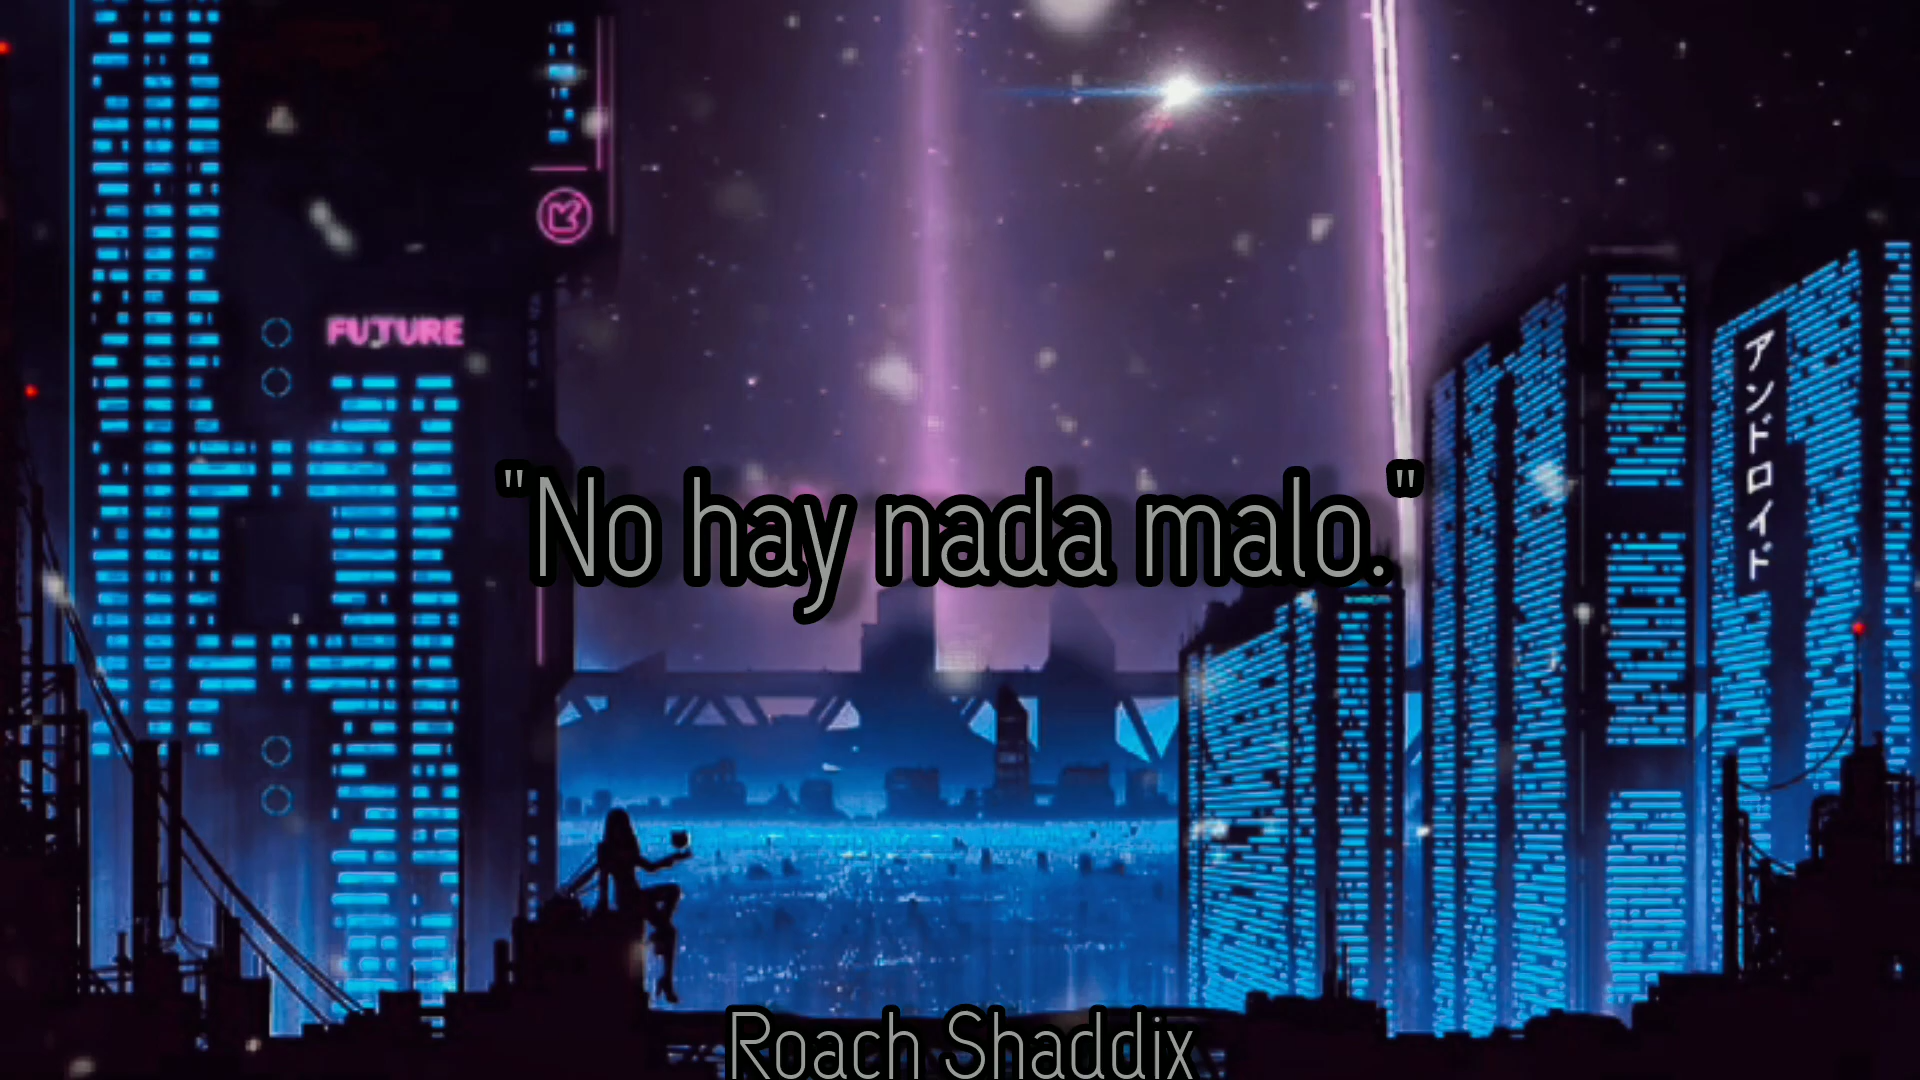 FUTURE
アンドロイド
"No hay nada malo."
Roach Shaddix